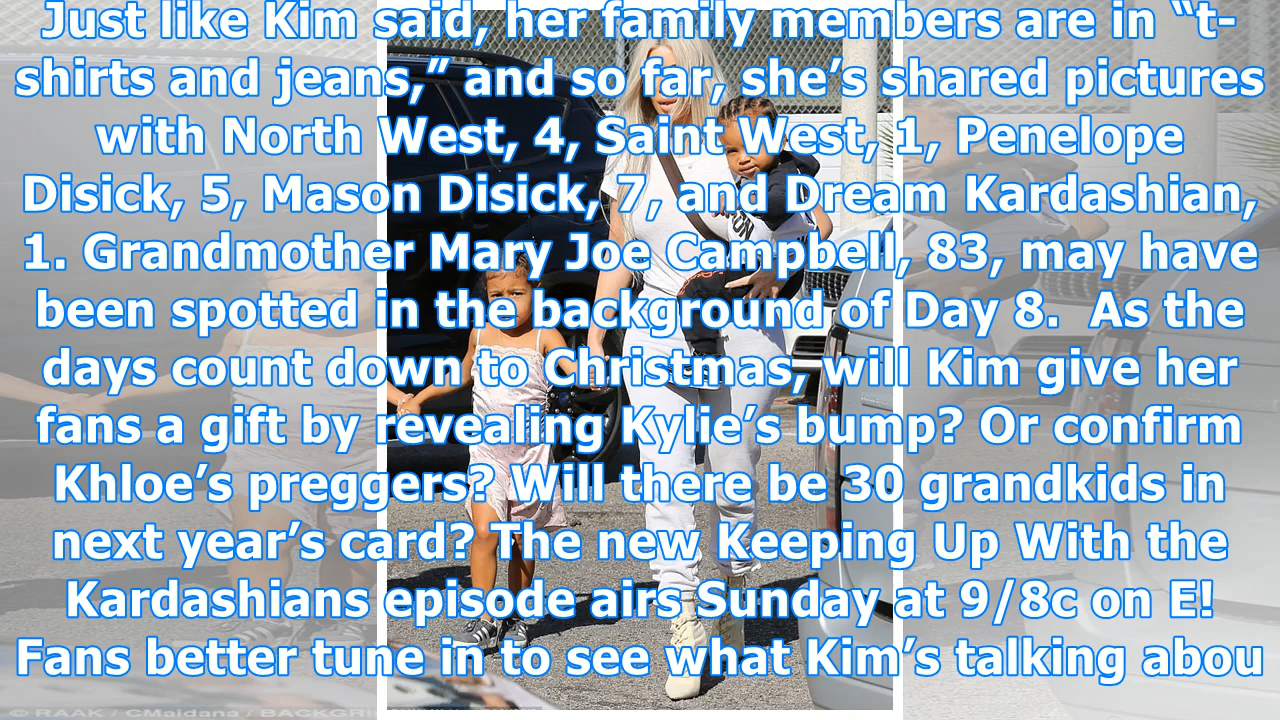 Just like Kim said, her family members are in “t-
shirts and jeans,” and so far, she’s shared pictures
with North West, 4, Saint West, 1, Penelope
Disick, 5, Mason Disick, 7, and Dream Kardashian,
1. Grandmother Mary Joe Campbell, 83, may have
been spotted in the background of Day 8.  As the
days count down to Christmas, will Kim give her
fans a gift by revealing Kylie’s bump? Or confirm
Khloe’s preggers? Will there be 30 grandkids in
next year’s card? The new Keeping Up With the
Kardashians episode airs Sunday at 9/8c on E!
Fans better tune in to see what Kim’s talking abou
© RAAK / CMaidana / BACKGRI